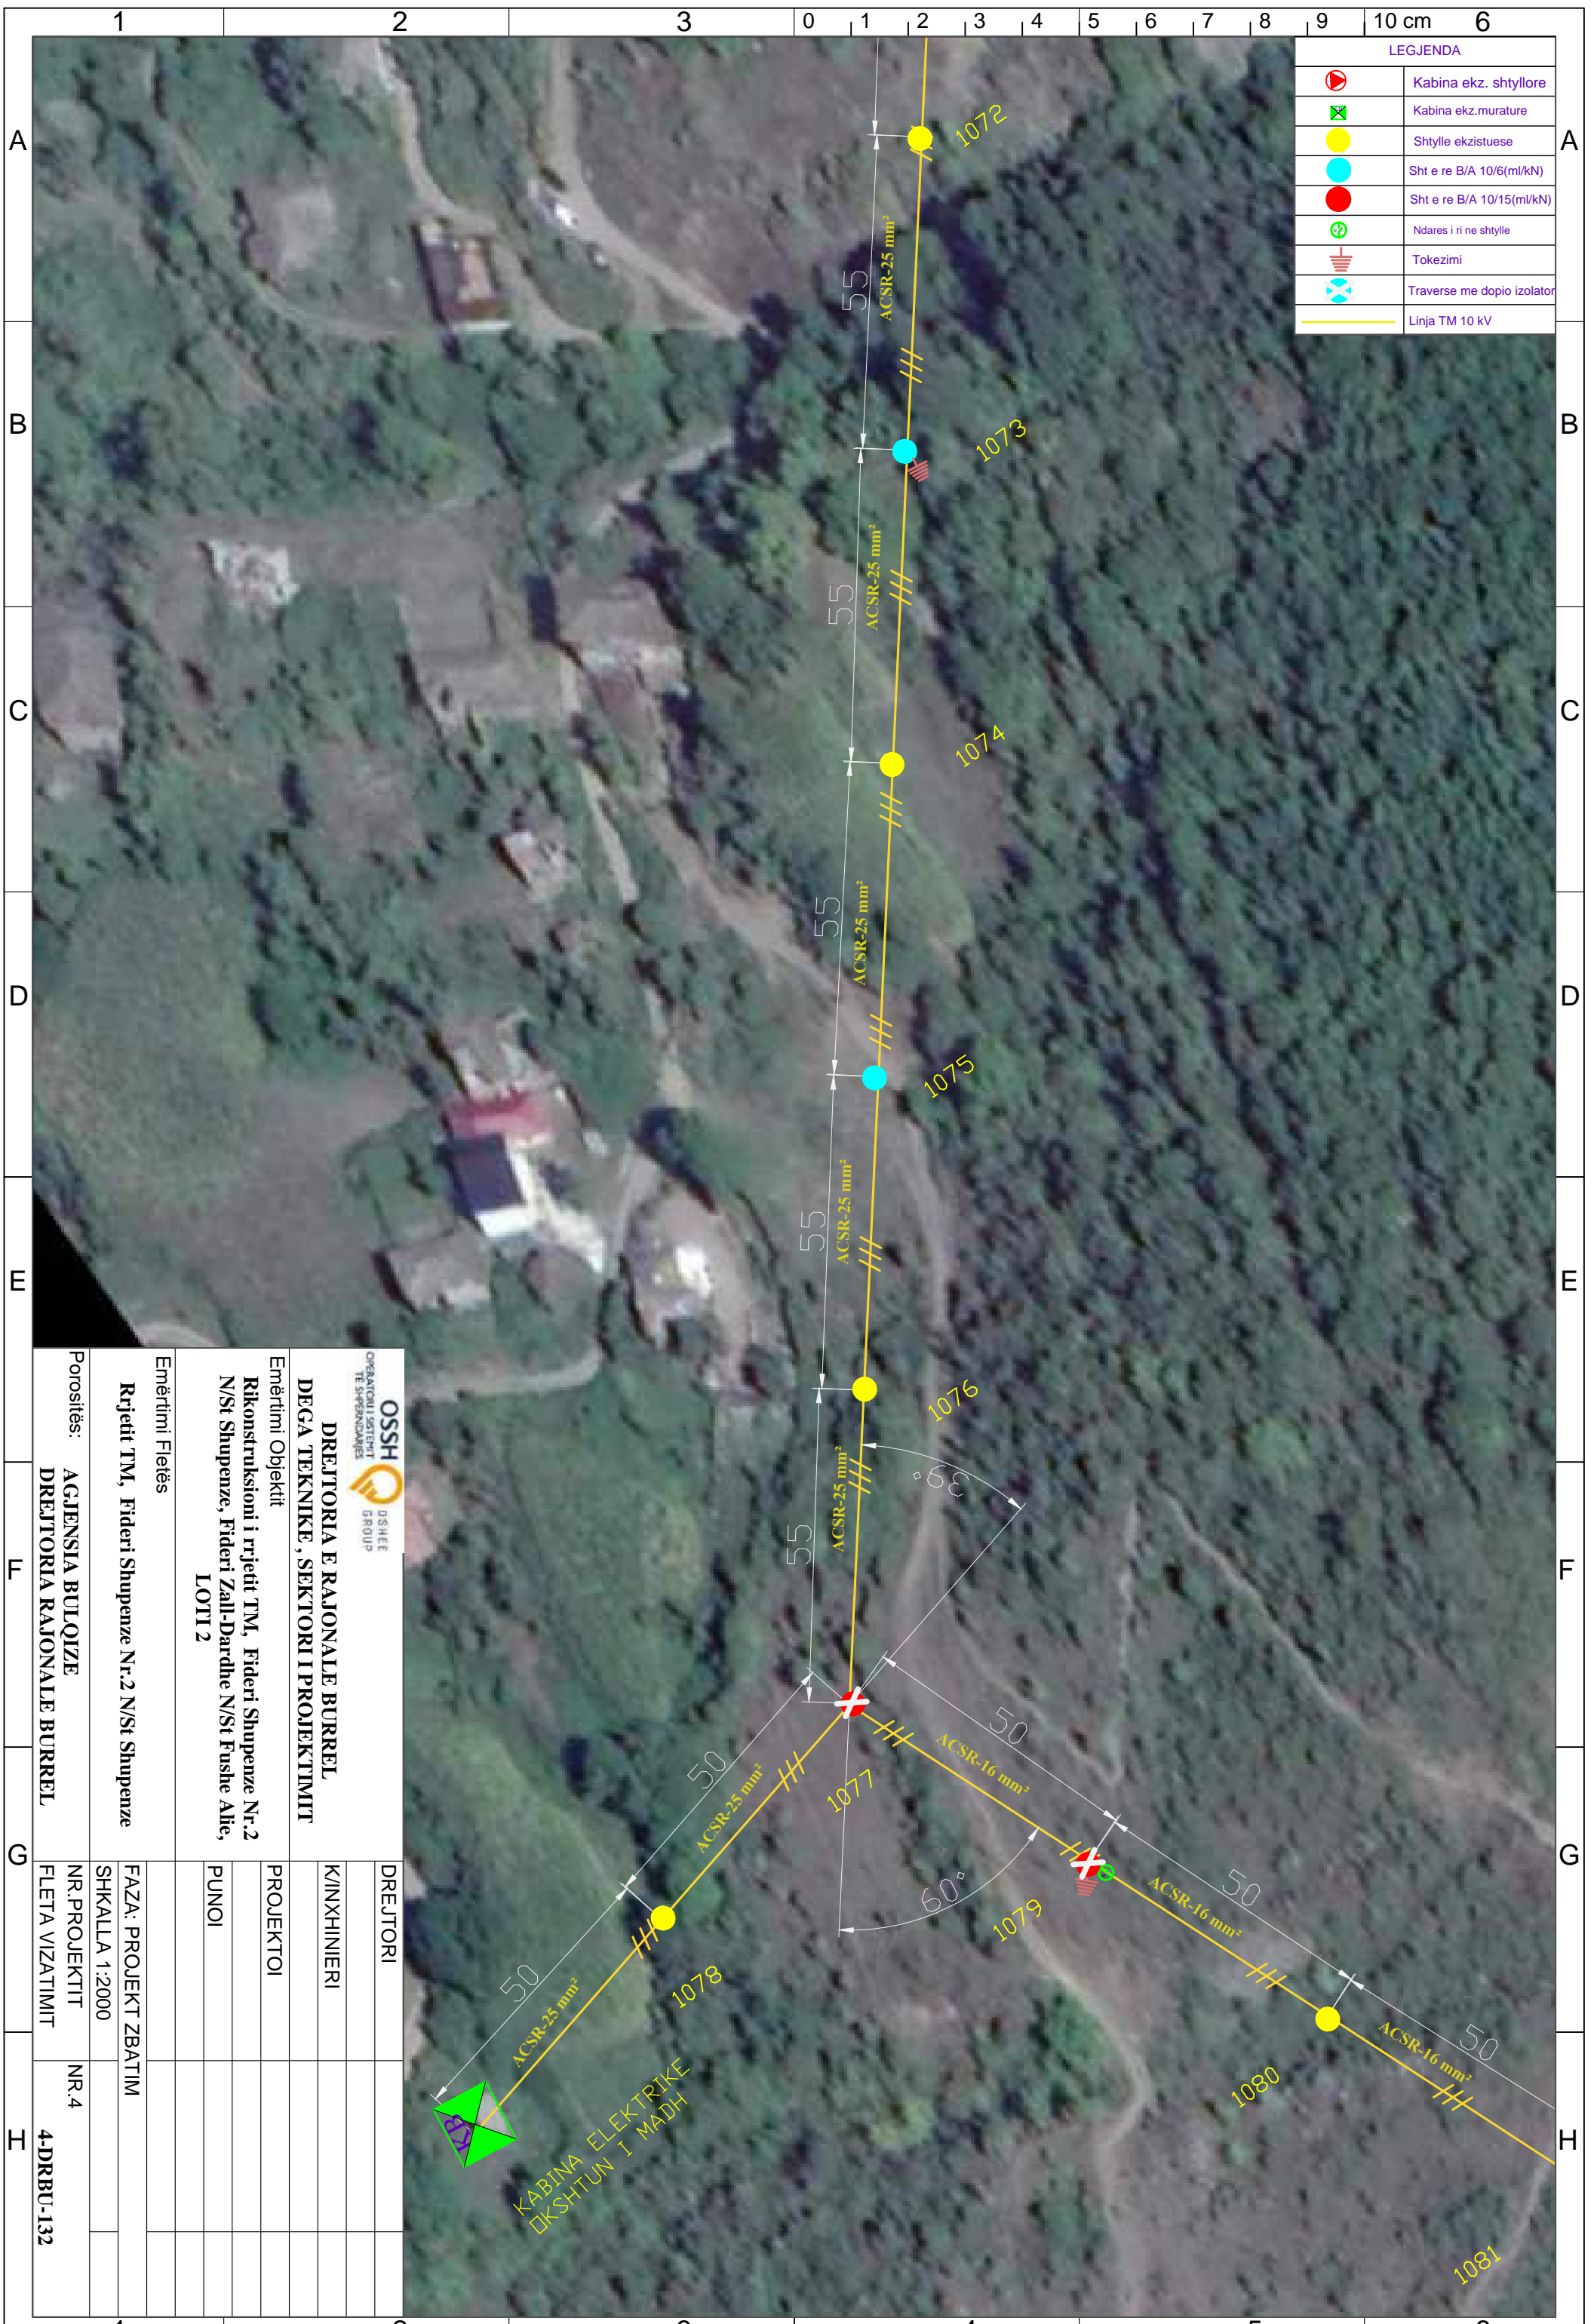 1 2 3 0 1 2 3 4 5 6 7 8 9 10 cm 6
LEGJENDA
Kabina ekz. shtyllore
Kabina ekz.murature
Shtylle ekzistuese
Sht e re B/A 10/6(ml/kN)
Sht e re B/A 10/15(ml/kN)
Ndares i ri ne shtylle
Tokezimi
Traverse me dopio izolator
Linja TM 10 kV
A A
B B
C C
D D
E E
F F
G G
H H
1072
55
ACSR-25 mm²
1073
55
ACSR-25 mm²
1074
55
ACSR-25 mm²
1075
55
ACSR-25 mm²
1076
39°
55
ACSR-25 mm²
1077
50
ACSR-16 mm²
60°
1079
50
ACSR-16 mm²
1080
50
ACSR-16 mm²
1081
50
ACSR-25 mm²
1078
50
ACSR-25 mm²
K-B
KABINA ELEKTRIKE
OKSHTUN I MADH
OSSH
OPERATORI I SISTEMIT
TË SHPËRNDARJES
OSHEE
GROUP
DREJTORIA E RAJONALE BURREL
DEGA TEKNIKE , SEKTORI I PROJEKTIMIT
Emërtimi Objektit
Rikonstruksioni i rrjetit TM, Fideri Shupenze Nr.2
N/St Shupenze, Fideri Zall-Dardhe N/St Fushe Alie,
LOTI 2
Emërtimi Fletës
Rrjetit TM, Fideri Shupenze Nr.2 N/St Shupenze
Porositës:
AGJENSIA BULQIZE
DREJTORIA RAJONALE BURREL
DREJTORI
K/INXHINIERI
PROJEKTOI
PUNOI
FAZA: PROJEKT ZBATIM
SHKALLA 1:2000
NR.PROJEKTIT NR.4
FLETA VIZATIMIT 4-DRBU-132